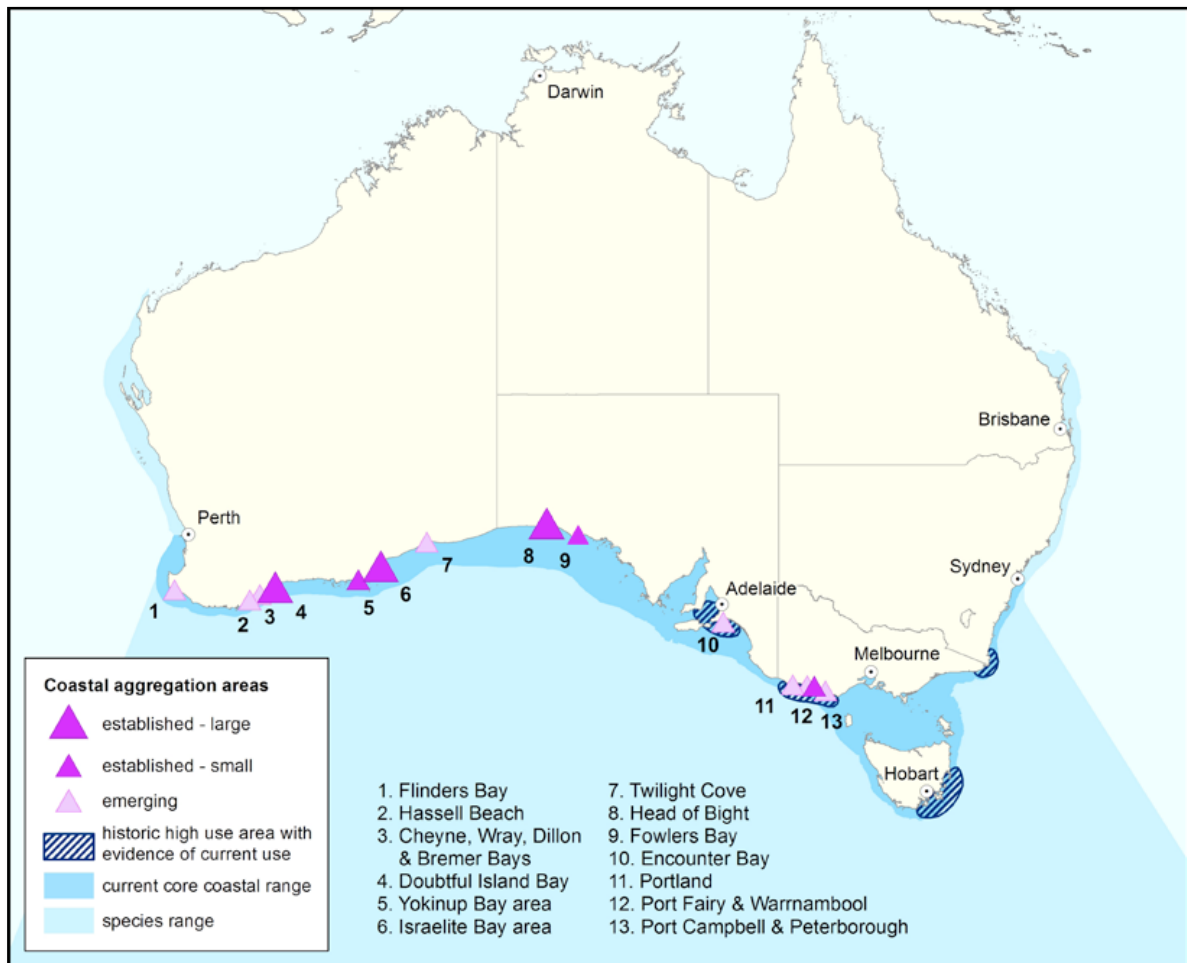 Darwin
Brisbane
Perth
1
2
3
4
5
6
7
8
9
Adelaide
10
Sydney
Melbourne
11
12
13
Hobart
Coastal aggregation areas
established - large
established - small
emerging
historic high use area with
evidence of current use
current core coastal range
species range
1. Flinders Bay
2. Hassell Beach
3. Cheyne, Wray, Dillon
& Bremer Bays
4. Doubtful Island Bay
5. Yokinup Bay area
6. Israelite Bay area
7. Twilight Cove
8. Head of Bight
9. Fowlers Bay
10. Encounter Bay
11. Portland
12. Port Fairy & Warrnambool
13. Port Campbell & Peterborough